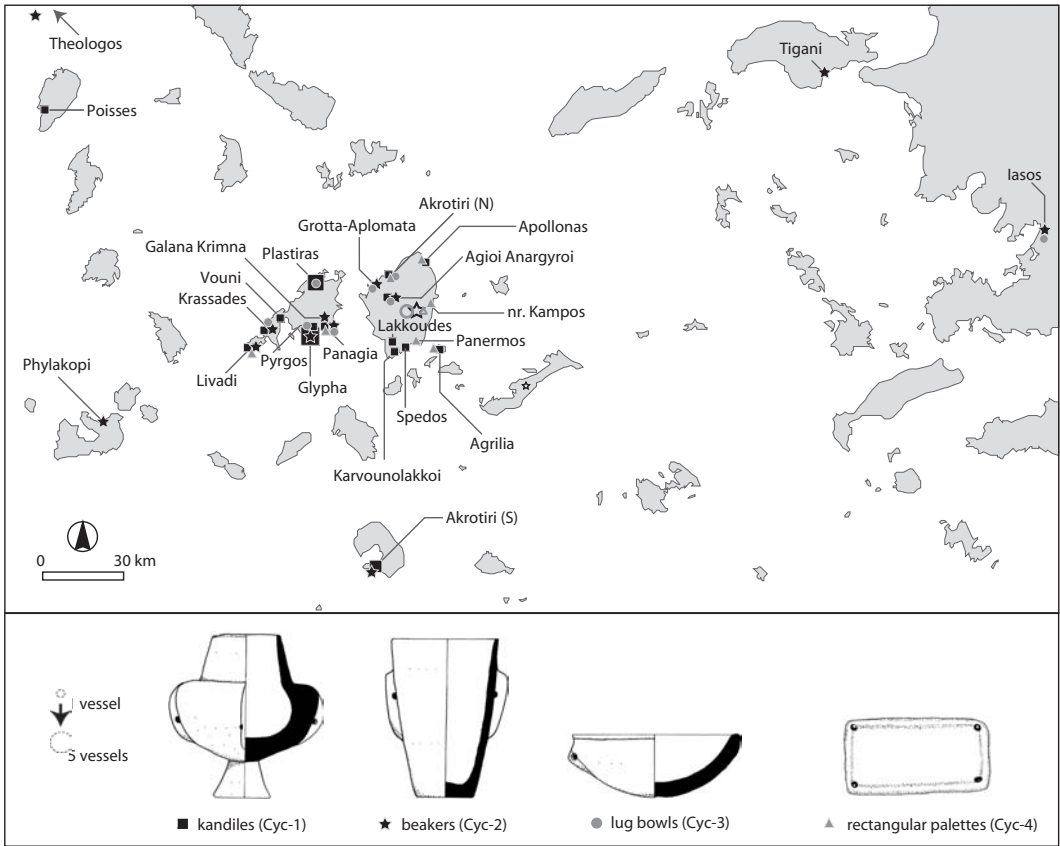 Theologos
Tigani
Poisses
Iasos
Akrotiri (N)
Grotta-Aplomata
Apollonas
Galana Krimna
Plastiras
Agioi Anargyroi
Vouni
Krassades
nr. Kampos
Lakkoudes
Panermos
Pyrgos
Panagia
Phylakopi
Livadi
Glypha
Spedos
Agrilia
Karvounolakkoi
Akrotiri (S)
0 30 km
vessel
5 vessels
kandiles (Cyc-1)
beakers (Cyc-2)
lug bowls (Cyc-3)
rectangular palettes (Cyc-4)